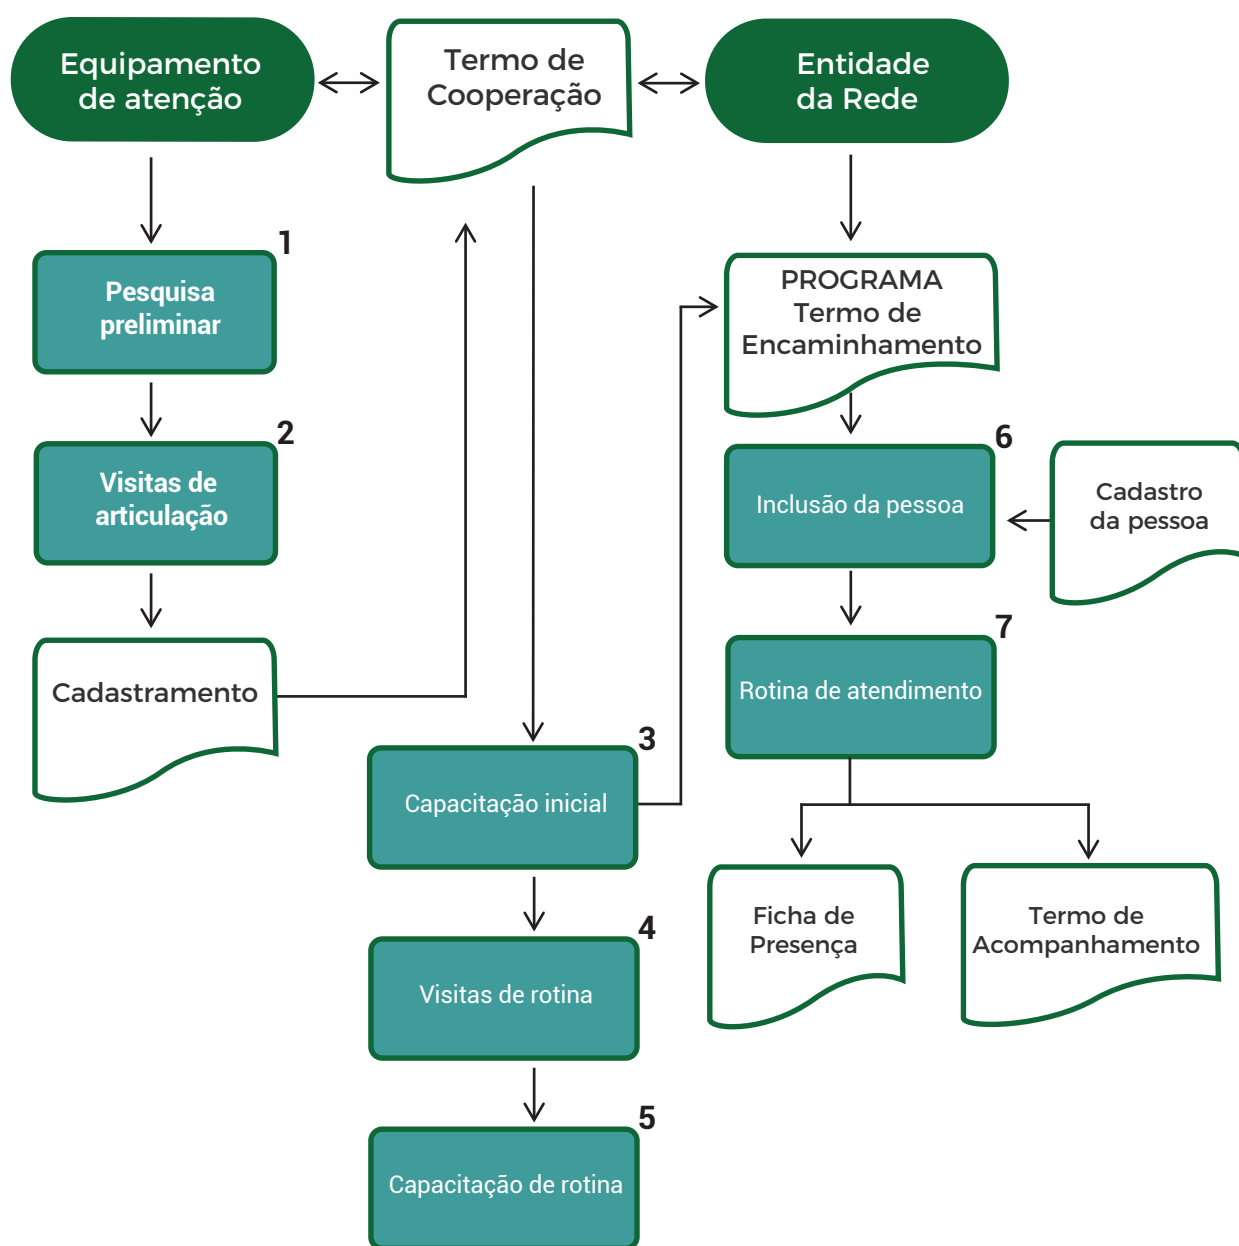 Equipamento
de atenção
Termo de
Cooperação
Entidade
da Rede
1
Pesquisa
preliminar
2
Visitas de
articulação
Cadastramento
3
Capacitação inicial
4
Visitas de rotina
5
Capacitação de rotina
PROGRAMA
Termo de
Encaminhamento
6
Inclusão da pessoa
Cadastro
da pessoa
7
Rotina de atendimento
Ficha de
Presença
Termo de
Acompanhamento